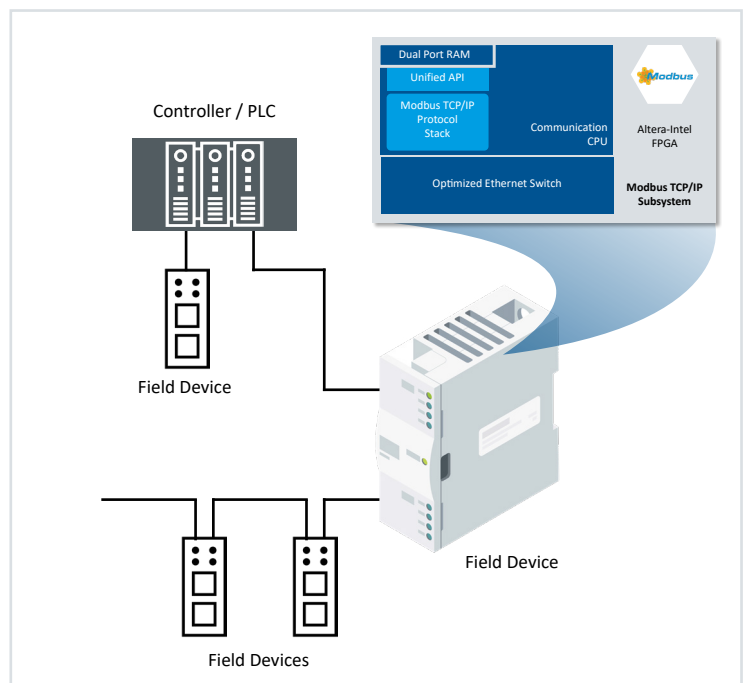 Dual Port RAM
Unified API
Modbus TCP/IP
Protocol
Stack
Communication
CPU
Optimized Ethernet Switch
Modbus
Altera-Intel
FPGA
Modbus TCP/IP
Subsystem
Controller / PLC
Field Device
Field Device
Field Devices